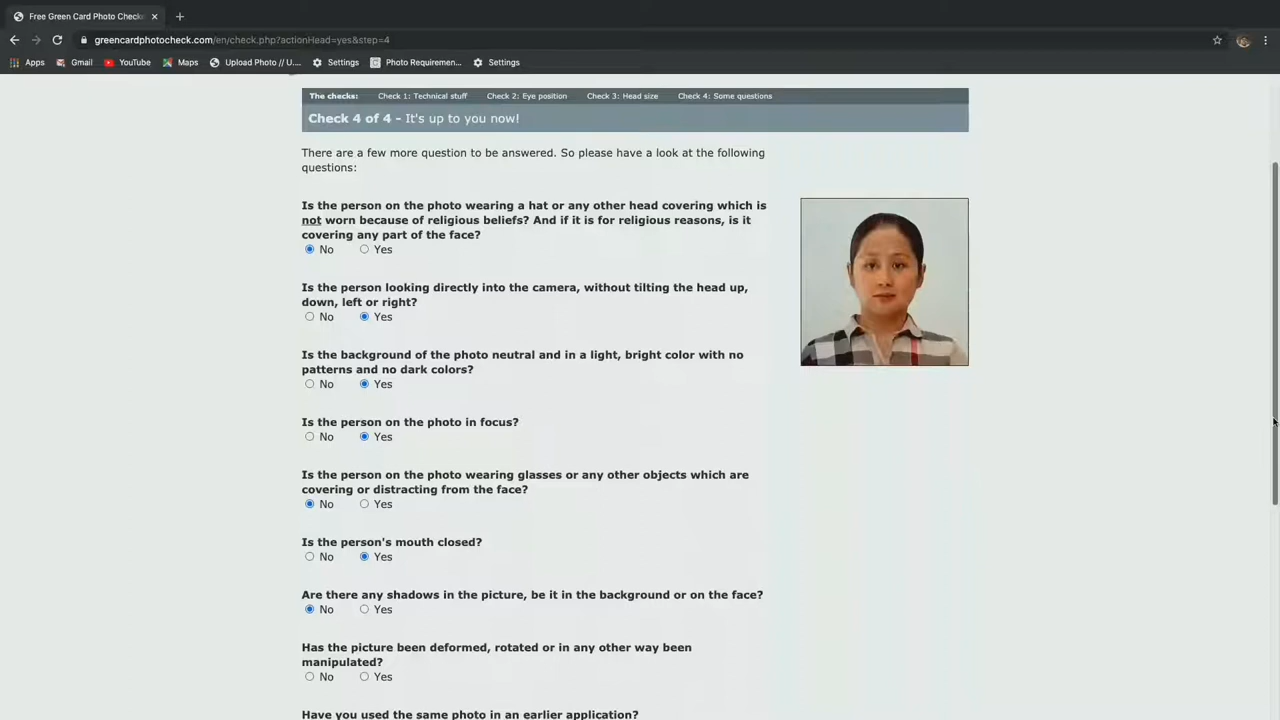 Free Green Card Photo Check
greencardphotocheck.com/en/check.php?actionHead=yes&step=4
Apps Gmail YouTube Maps Upload Photo // U.... Settings Photo Requiremen... Settings
The checks: Check 1: Technical stuff Check 2: Eye position Check 3: Head size Check 4: Some questions
Check 4 of 4 - It's up to you now!
There are a few more question to be answered. So please have a look at the following
questions:
Is the person on the photo wearing a hat or any other head covering which is
not worn because of religious beliefs? And if it is for religious reasons, is it
covering any part of the face?
No Yes
Is the person looking directly into the camera, without tilting the head up,
down, left or right?
No Yes
Is the background of the photo neutral and in a light, bright color with no
patterns and no dark colors?
No Yes
Is the person on the photo in focus?
No Yes
Is the person on the photo wearing glasses or any other objects which are
covering or distracting from the face?
No Yes
Is the person's mouth closed?
No Yes
Are there any shadows in the picture, be it in the background or on the face?
No Yes
Has the picture been deformed, rotated or in any other way been
manipulated?
No Yes
Have you used the same photo in an earlier application?